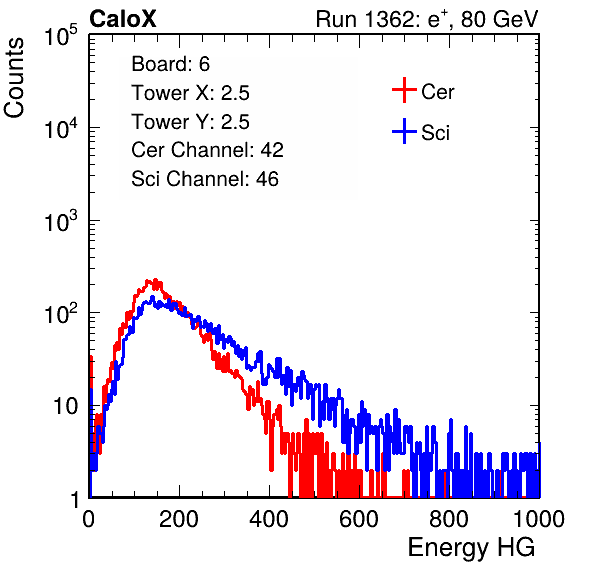 CaloX Run 1362: e⁺, 80 GeV
Counts
Board: 6
Tower X: 2.5
Tower Y: 2.5
Cer Channel: 42
Sci Channel: 46
Cer
Sci
10⁵
10⁴
10³
10²
10
1
0 200 400 600 800 1000
Energy HG